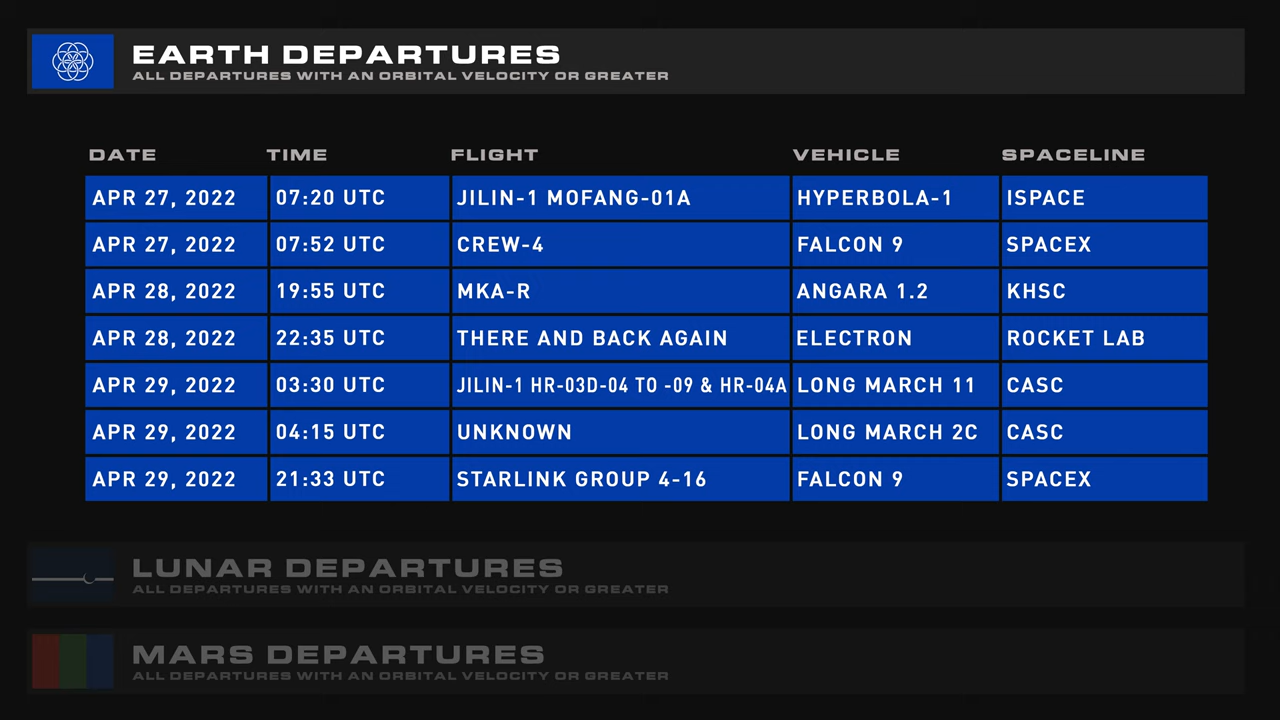 EARTH DEPARTURES
ALL DEPARTURES WITH AN ORBITAL VELOCITY OR GREATER
DATE TIME FLIGHT VEHICLE SPACELINE
APR 27, 2022 07:20 UTC JILIN-1 MOFANG-01A HYPERBOLA-1 ISPACE
APR 27, 2022 07:52 UTC CREW-4 FALCON 9 SPACEX
APR 28, 2022 19:55 UTC MKA-R ANGARA 1.2 KHSC
APR 28, 2022 22:35 UTC THERE AND BACK AGAIN ELECTRON ROCKET LAB
APR 29, 2022 03:30 UTC JILIN-1 HR-03D-04 TO -09 & HR-04A LONG MARCH 11 CASC
APR 29, 2022 04:15 UTC UNKNOWN LONG MARCH 2C CASC
APR 29, 2022 21:33 UTC STARLINK GROUP 4-16 FALCON 9 SPACEX
LUNAR DEPARTURES
ALL DEPARTURES WITH AN ORBITAL VELOCITY OR GREATER
MARS DEPARTURES
ALL DEPARTURES WITH AN ORBITAL VELOCITY OR GREATER